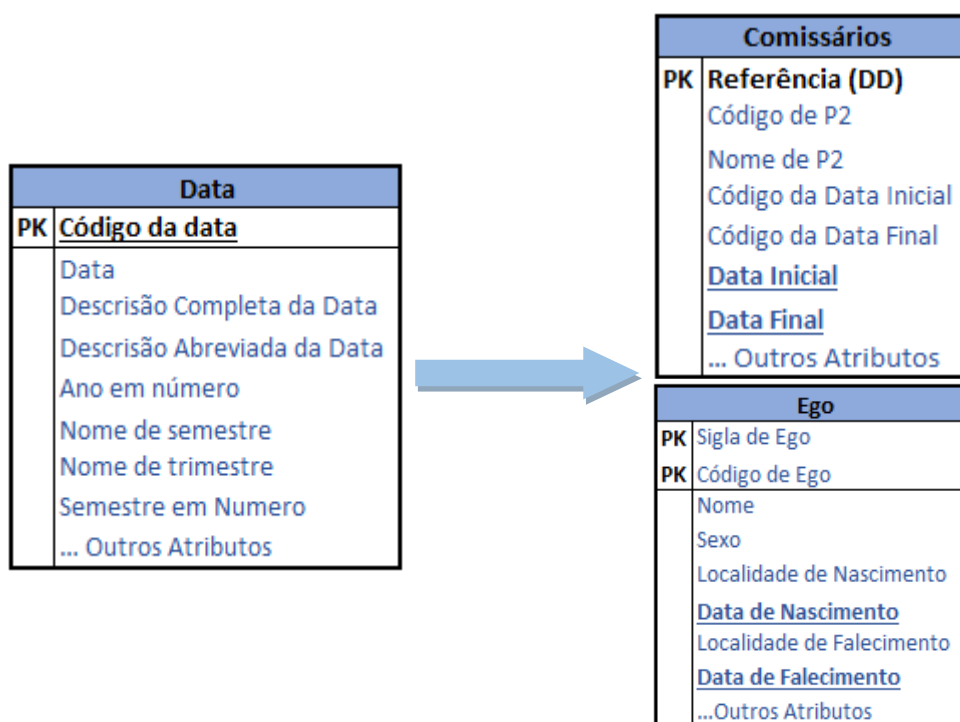 Data
PK Código da data
Data
Descrisão Completa da Data
Descrisão Abreviada da Data
Ano em número
Nome de semestre
Nome de trimestre
Semestre em Numero
... Outros Atributos
Comissários
PK Referência (DD)
Código de P2
Nome de P2
Código da Data Inicial
Código da Data Final
Data Inicial
Data Final
... Outros Atributos
Ego
PK Sigla de Ego
PK Código de Ego
Nome
Sexo
Localidade de Nascimento
Data de Nascimento
Localidade de Falecimento
Data de Falecimento
...Outros Atributos